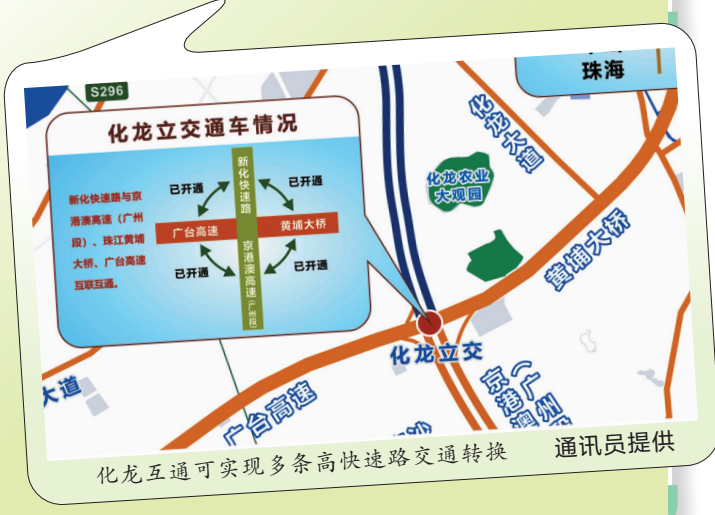 珠海
S296
化龙立交通车情况
新化快速路与京
港澳高速（广州
段）、珠江黄埔
大桥、广台高速
互联互通。
新化快速路
已开通
已开通
广台高速
黄埔大桥
已开通
已开通
京港澳高速（广州段）
化龙大道
化龙农业
大观园
黄埔大桥
化龙立交
大道
广台高速
京港澳
（广州
化龙互通可实现多条高快速路交通转换
通讯员提供